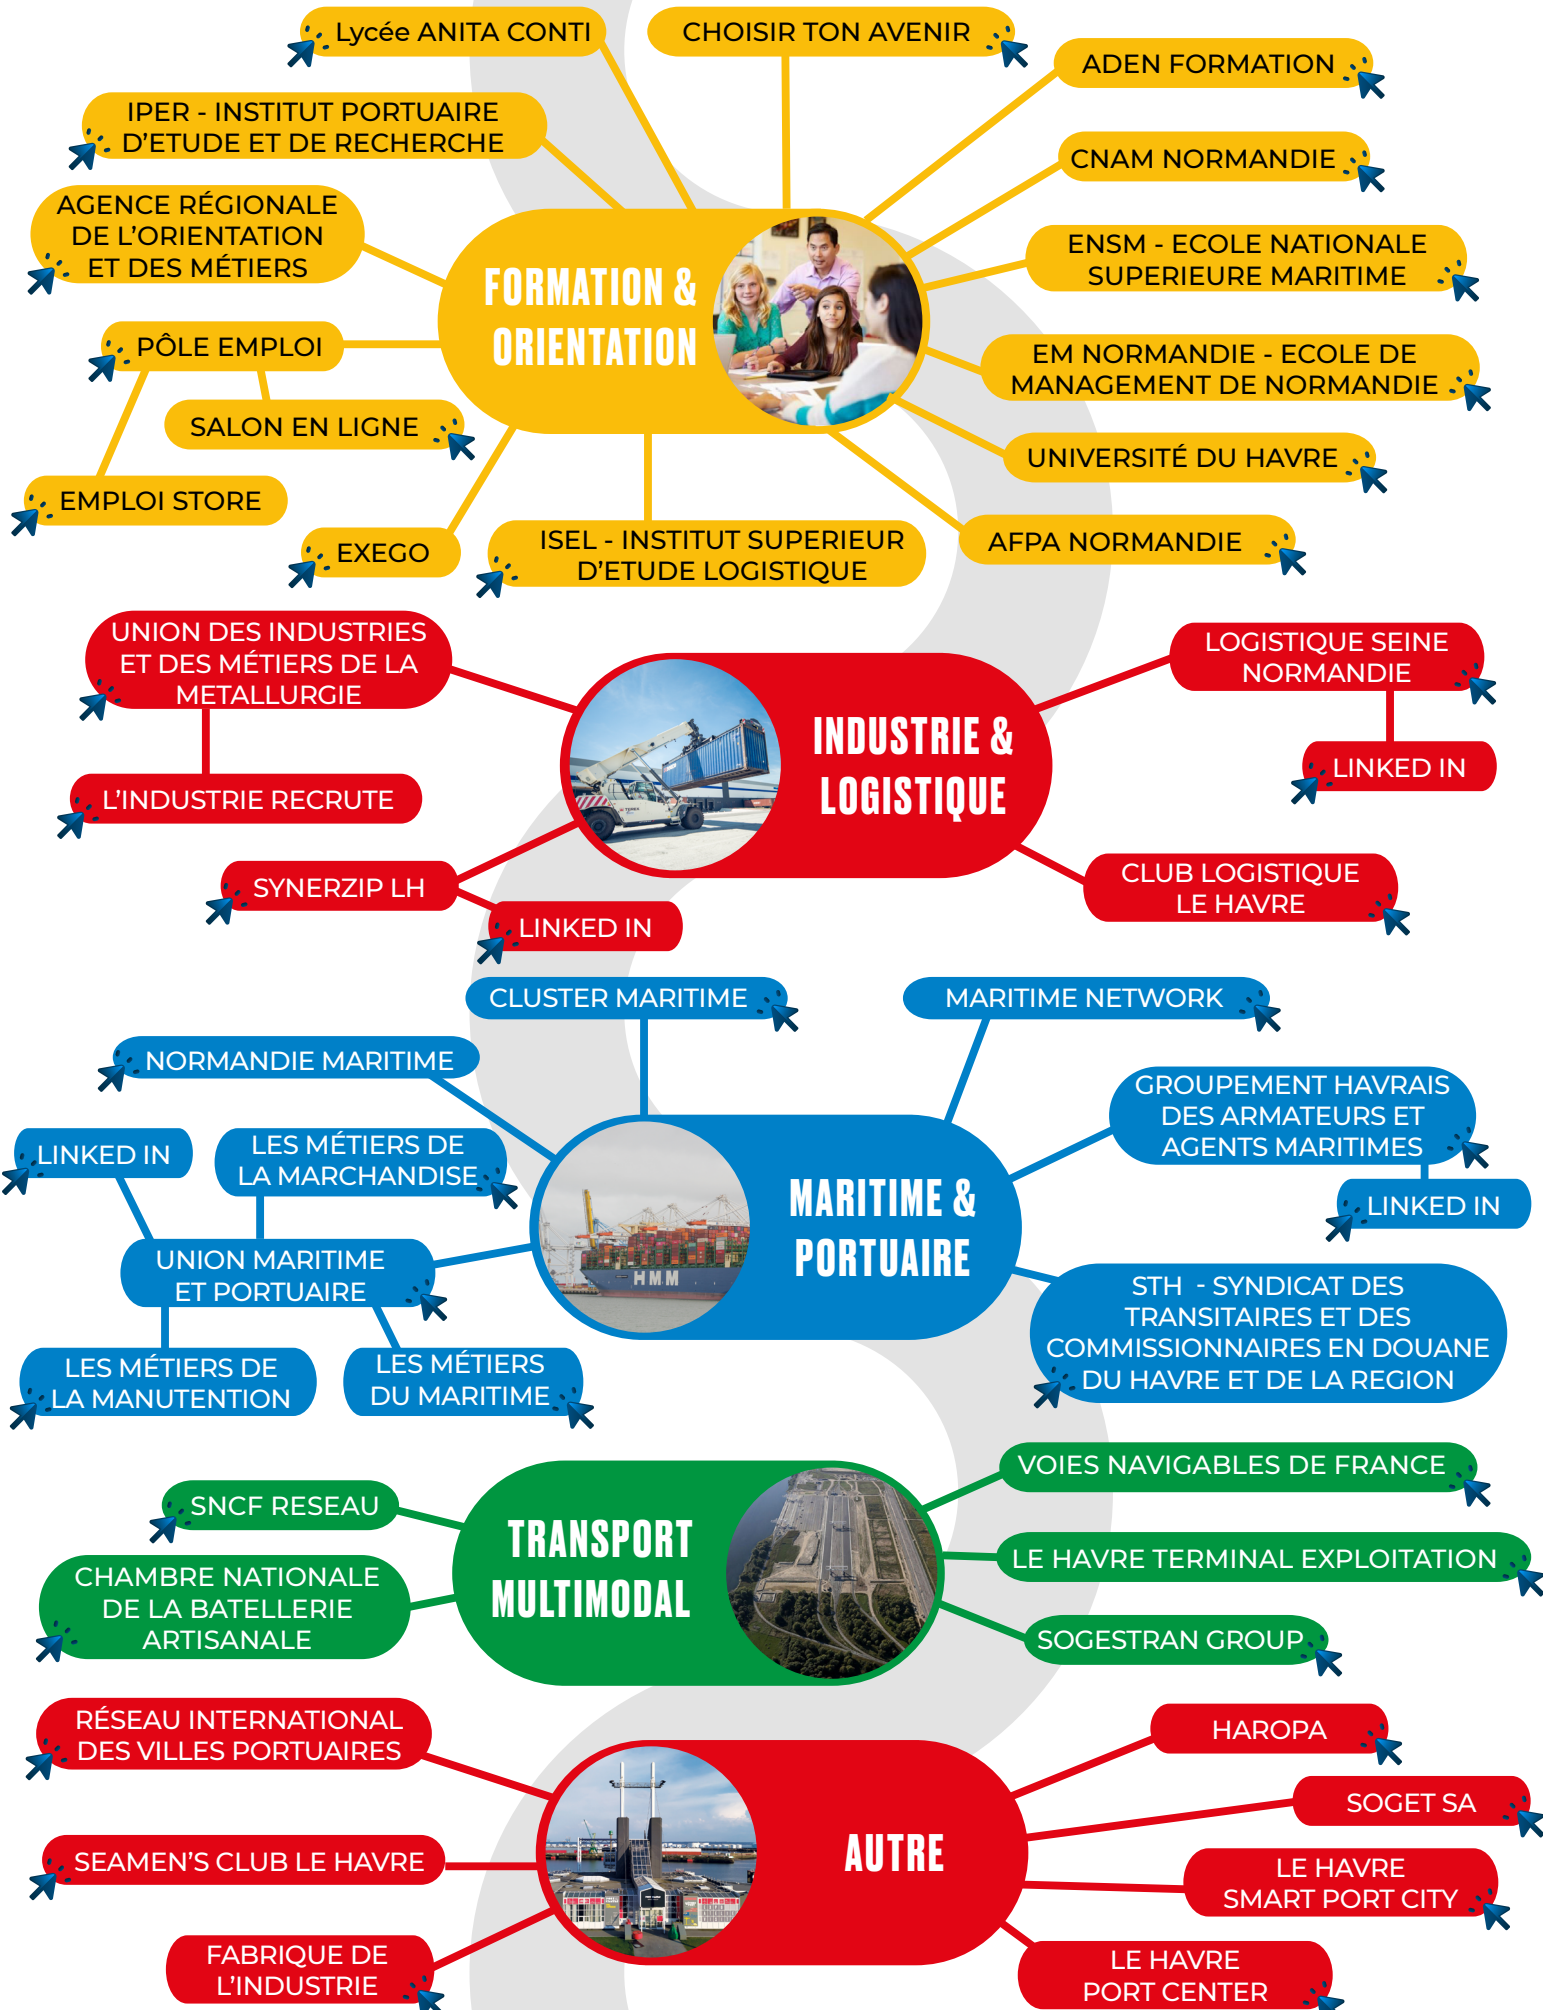 Lycée ANITA CONTI
CHOISIR TON AVENIR
ADEN FORMATION
IPER - INSTITUT PORTUAIRE
D'ETUDE ET DE RECHERCHE
CNAM NORMANDIE
AGENCE RÉGIONALE
DE L'ORIENTATION
ET DES MÉTIERS
ENSM - ECOLE NATIONALE
SUPERIEURE MARITIME
FORMATION &
ORIENTATION
PÔLE EMPLOI
EM NORMANDIE - ECOLE DE
MANAGEMENT DE NORMANDIE
SALON EN LIGNE
UNIVERSITÉ DU HAVRE
EMPLOI STORE
EXEGO
ISEL - INSTITUT SUPERIEUR
D'ETUDE LOGISTIQUE
AFPA NORMANDIE
UNION DES INDUSTRIES
ET DES MÉTIERS DE LA
METALLURGIE
LOGISTIQUE SEINE
NORMANDIE
INDUSTRIE &
LOGISTIQUE
LINKED IN
L'INDUSTRIE RECRUTE
SYNERZIP LH
LINKED IN
CLUB LOGISTIQUE
LE HAVRE
CLUSTER MARITIME
MARITIME NETWORK
NORMANDIE MARITIME
GROUPEMENT HAVRAIS
DES ARMATEURS ET
AGENTS MARITIMES
LINKED IN
LES MÉTIERS DE
LA MARCHANDISE
LINKED IN
MARITIME &
PORTUAIRE
HMM
UNION MARITIME
ET PORTUAIRE
STH - SYNDICAT DES
TRANSITAIRES ET DES
COMMISSIONNAIRES EN DOUANE
DU HAVRE ET DE LA REGION
LES MÉTIERS DE
LA MANUTENTION
LES MÉTIERS
DU MARITIME
VOIES NAVIGABLES DE FRANCE
SNCF RESEAU
TRANSPORT
MULTIMODAL
LE HAVRE TERMINAL EXPLOITATION
CHAMBRE NATIONALE
DE LA BATELLERIE
ARTISANALE
SOGESTRAN GROUP
RÉSEAU INTERNATIONAL
DES VILLES PORTUAIRES
HAROPA
SOGET SA
SEAMEN'S CLUB LE HAVRE
AUTRE
LE HAVRE
SMART PORT CITY
FABRIQUE DE
L'INDUSTRIE
LE HAVRE
PORT CENTER